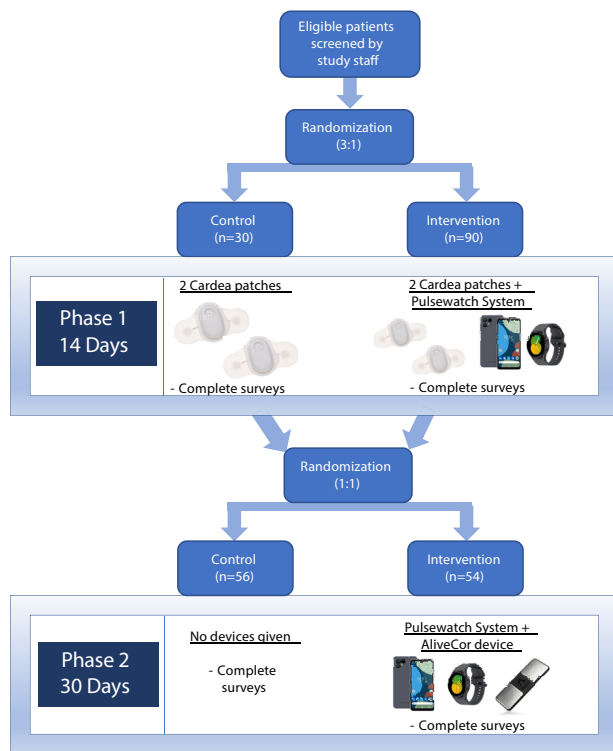 Eligible patients
screened by
study staff
Randomization
(3:1)
Control
(n=30)
Intervention
(n=90)
Phase 1
14 Days
2 Cardea patches
- Complete surveys
2 Cardea patches +
Pulsewatch System
- Complete surveys
Randomization
(1:1)
Control
(n=56)
Intervention
(n=54)
Phase 2
30 Days
No devices given
- Complete
surveys
Pulsewatch System +
AliveCor device
- Complete surveys